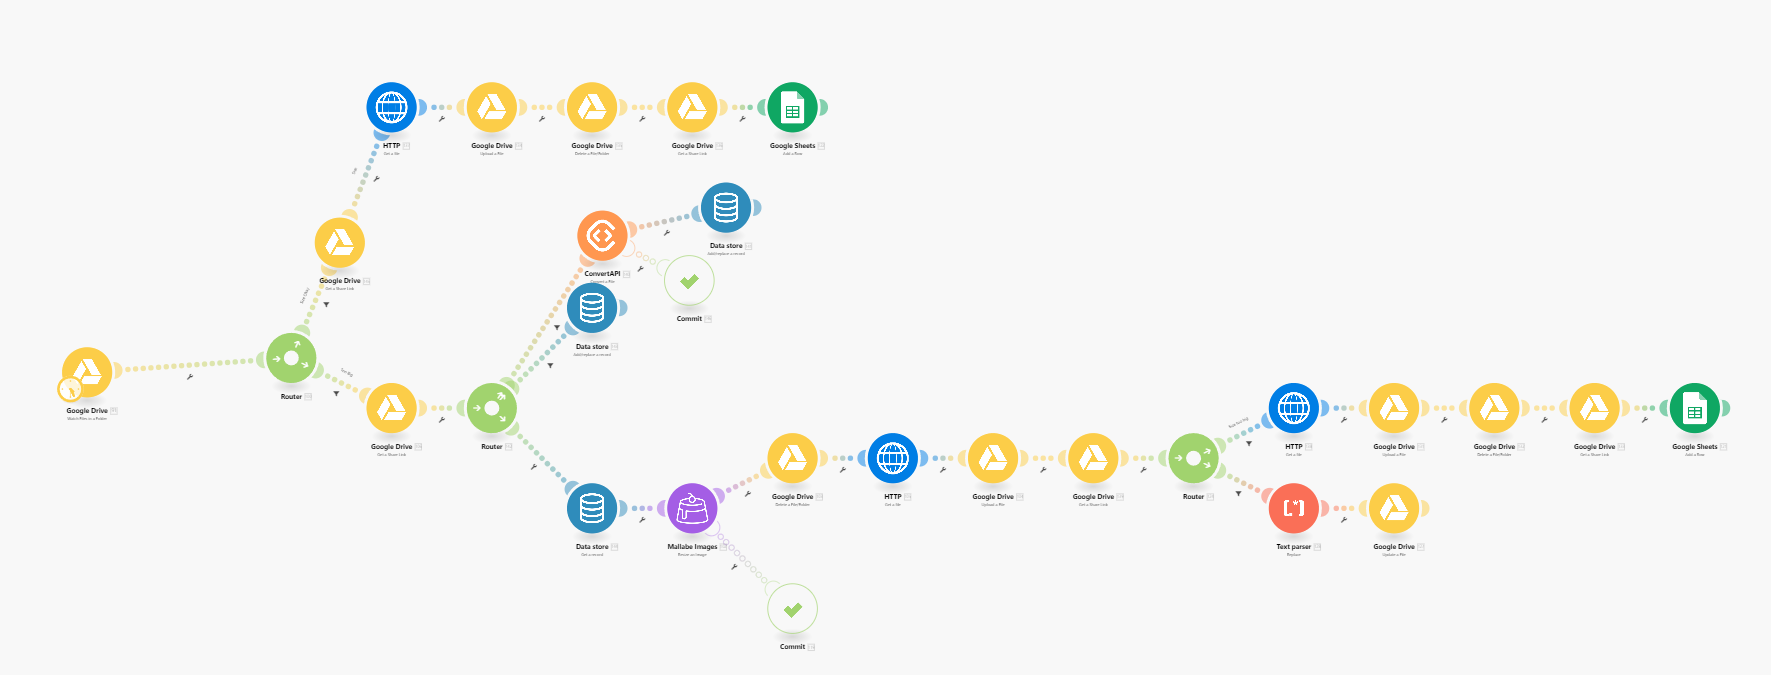 HTTP
Get a file
Google Drive
Upload a File
Google Drive
Delete a File/Folder
Google Drive
Get a Share Link
Google Sheets
Add a Row
Google Drive
Get a Share Link
Data store
Add/replace a record
ConvertAPI
Convert a File
Commit
Data store
Add/replace a record
Google Drive
Watch Files in a Folder
Router
Too Big
Google Drive
Get a Share Link
Router
Google Drive
Delete a File/Folder
HTTP
Get a file
Google Drive
Upload a File
Google Drive
Get a Share Link
Router
HTTP
Get a file
Google Drive
Upload a File
Google Drive
Delete a File/Folder
Google Drive
Get a Share Link
Google Sheets
Add a Row
Data store
Get a record
Mallabe Images
Resize an Image
Text parser
Replace
Google Drive
Update a File
Commit